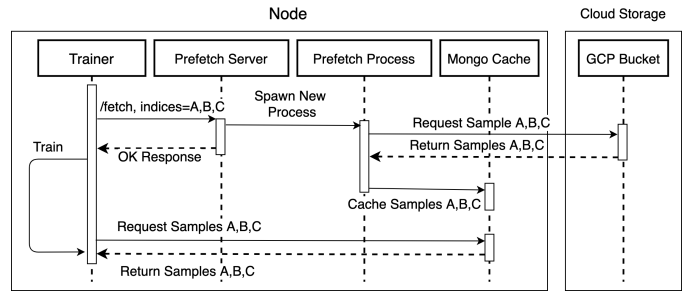 Node
Cloud Storage
Trainer
Prefetch Server
Prefetch Process
Mongo Cache
GCP Bucket
/fetch, indices=A,B,C
Spawn New
Process
Request Sample A,B,C
Return Samples A,B,C
Train
OK Response
Cache Samples A,B,C
Request Samples A,B,C
Return Samples A,B,C